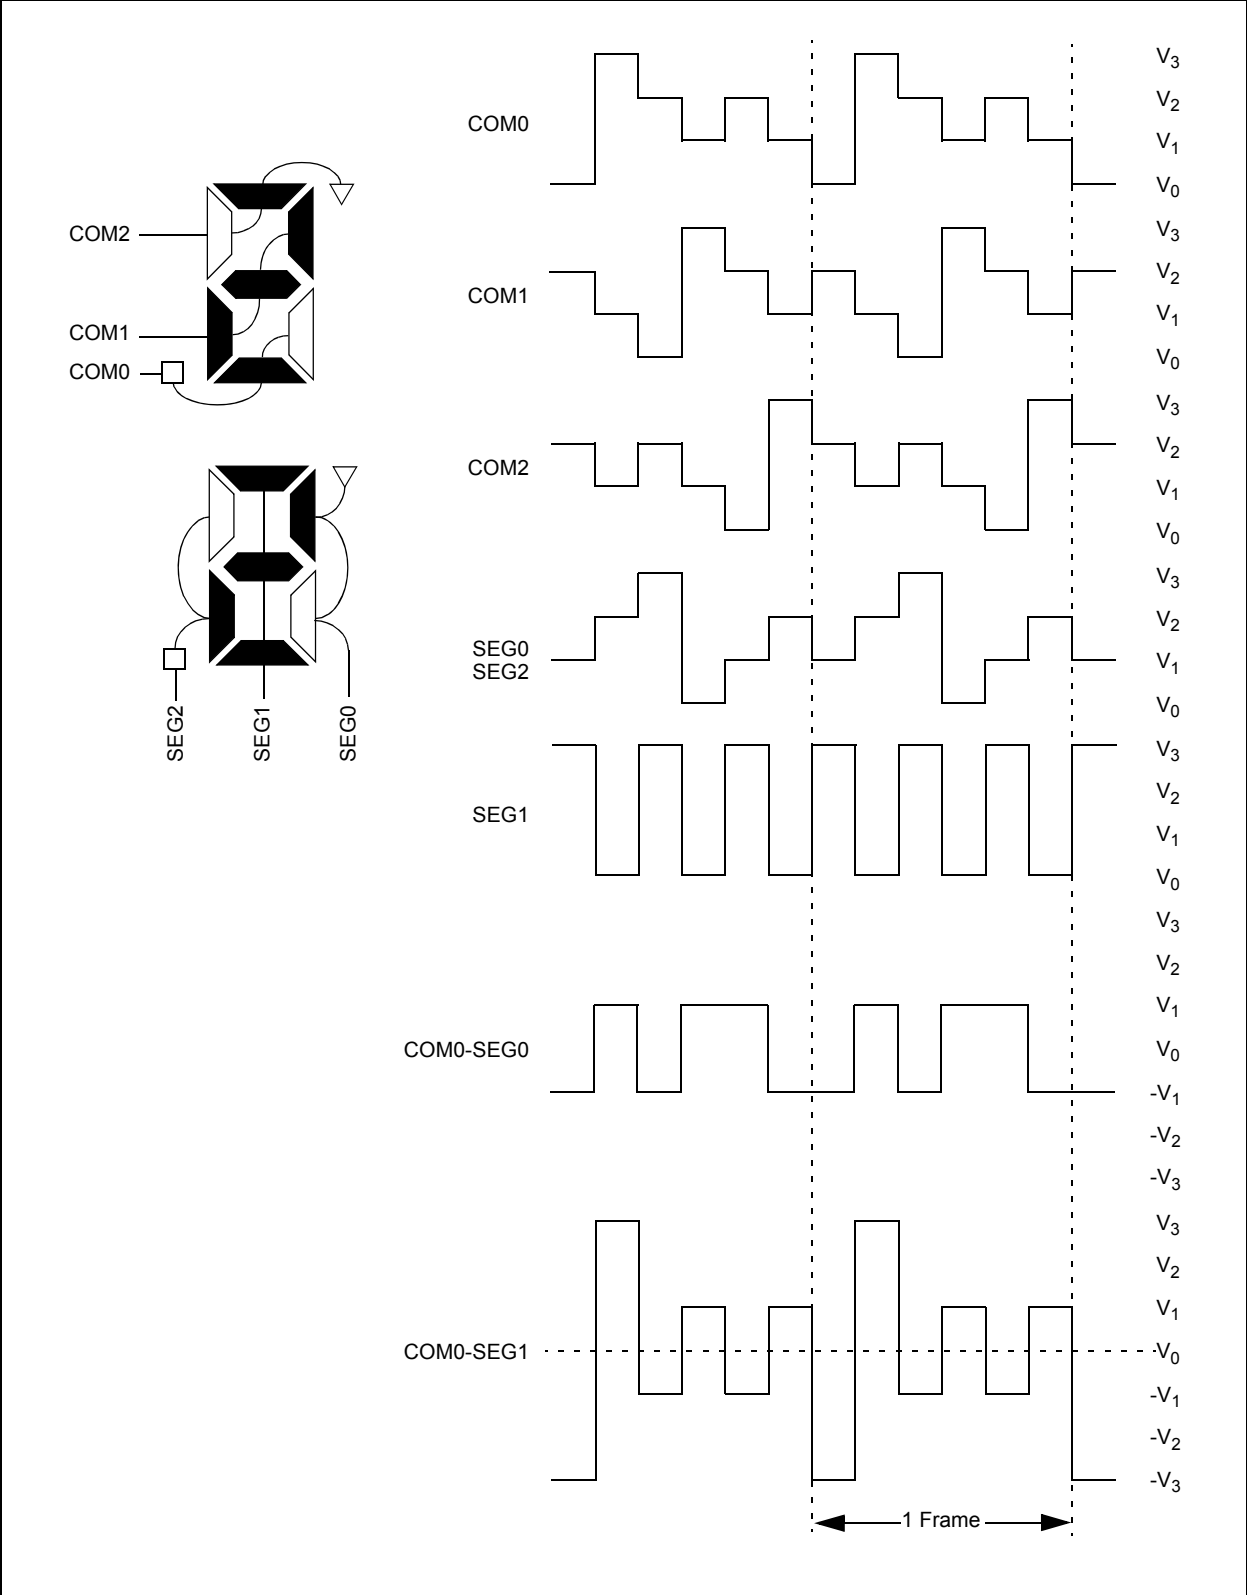 COM2
COM1
COM0
SEG2
SEG1
SEG0
COM0
V3
V2
V1
V0
COM1
V3
V2
V1
V0
COM2
V3
V2
V1
V0
SEG0
SEG2
V3
V2
V1
V0
SEG1
V3
V2
V1
V0
COM0-SEG0
V3
V2
V1
V0
-V1
-V2
-V3
COM0-SEG1
V3
V2
V1
V0
-V1
-V2
-V3
1 Frame